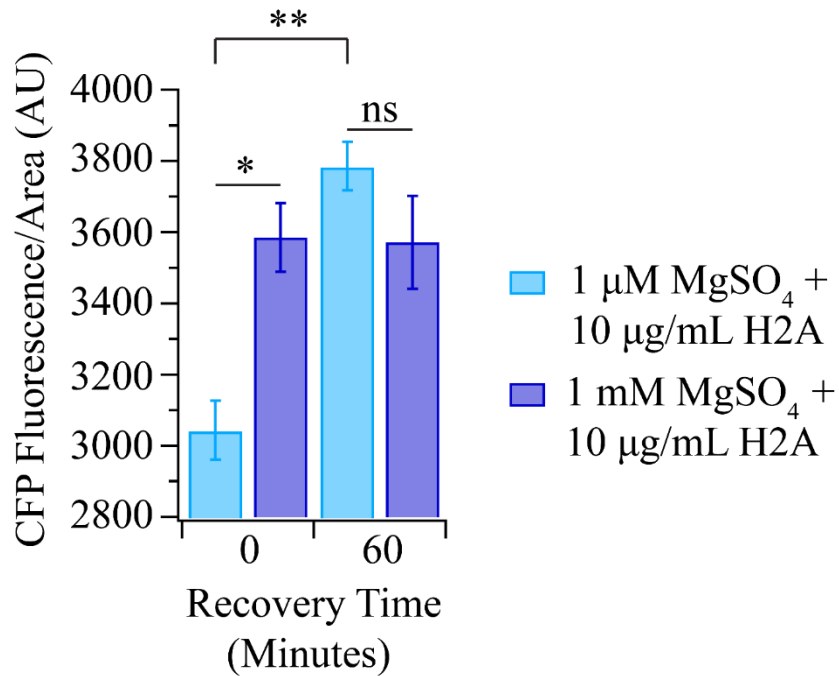 **
4000
ns
3800
*
3600
3400
3200
3000
2800
CFP Fluorescence/Area (AU)
0 60
Recovery Time
(Minutes)
1 μM MgSO₄ +
10 μg/mL H2A
1 mM MgSO₄ +
10 μg/mL H2A